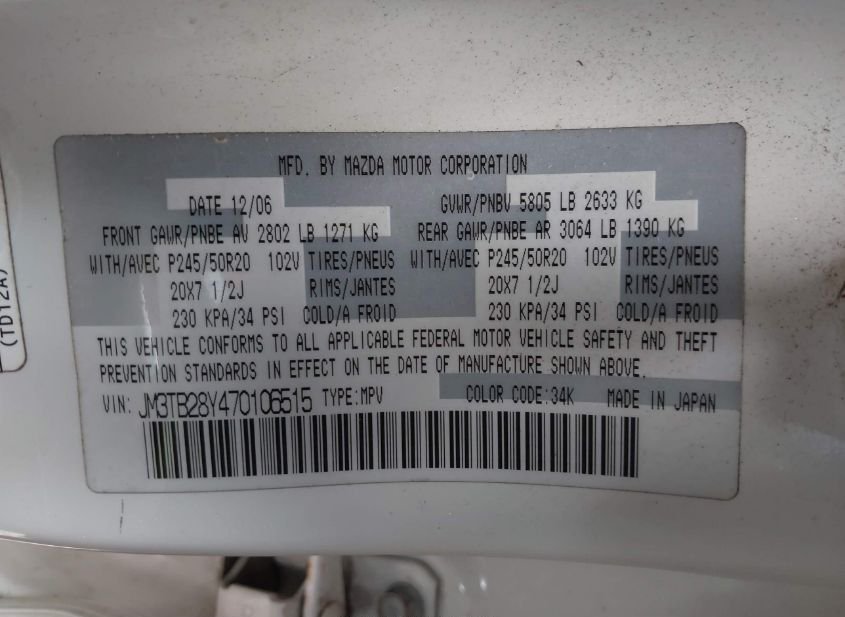 MFD. BY MAZDA MOTOR CORPORATION
DATE 12/06 GVWR/PNBV 5805 LB 2633 KG
FRONT GAWR/PNBE AV 2802 LB 1271 KG REAR GAWR/PNBE AR 3064 LB 1390 KG
WITH/AVEC P245/50R20 102V TIRES/PNEUS WITH/AVEC P245/50R20 102V TIRES/PNEUS
20X7 1/2J RIMS/JANTES 20X7 1/2J RIMS/JANTES
230 KPA/34 PSI COLD/A FROID 230 KPA/34 PSI COLD/A FROID
THIS VEHICLE CONFORMS TO ALL APPLICABLE FEDERAL MOTOR VEHICLE SAFETY AND THEFT
PREVENTION STANDARDS IN EFFECT ON THE DATE OF MANUFACTURE SHOWN ABOVE.
VIN: JM3TB28Y470106515 TYPE:MPV COLOR CODE:34K MADE IN JAPAN
(TD12A)